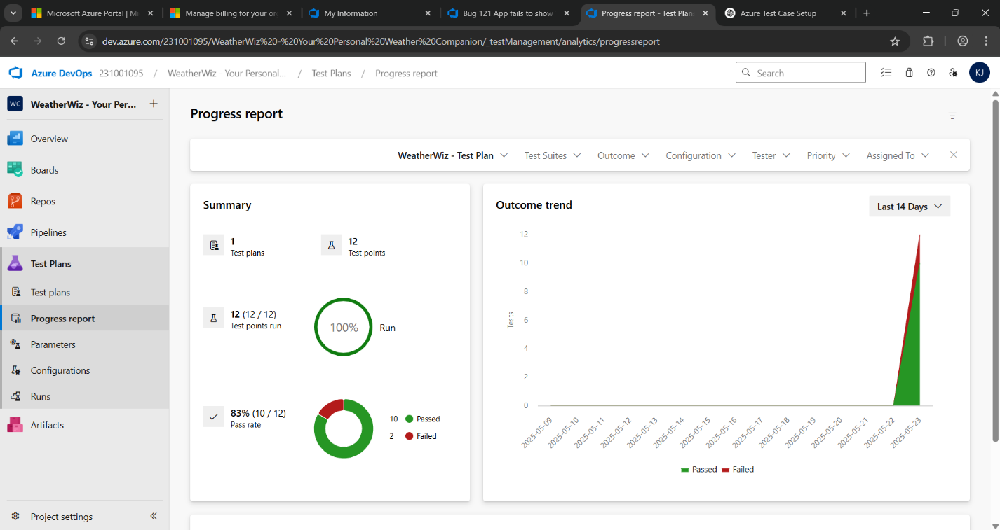 Microsoft Azure Portal | Mi
Manage billing for your or
My Information
Bug 121 App fails to show
Progress report - Test Plan
Azure Test Case Setup
dev.azure.com/231001095/WeatherWiz%20-%20Your%20Personal%20Weather%20Companion/_testManagement/analytics/progressreport
Azure DevOps 231001095 / WeatherWiz - Your Personal... / Test Plans / Progress report
Search
KJ
WC WeatherWiz - Your Per...
Overview
Boards
Repos
Pipelines
Test Plans
Test plans
Progress report
Parameters
Configurations
Runs
Artifacts
Project settings
Progress report
WeatherWiz - Test Plan Test Suites Outcome Configuration Tester Priority Assigned To
Summary
1
Test plans
12
Test points
12 (12 / 12)
Test points run
100%
Run
83% (10 / 12)
Pass rate
10 Passed
2 Failed
Outcome trend
Last 14 Days
12
10
8
6
4
2
0
Tests
2025-05-09
2025-05-10
2025-05-11
2025-05-12
2025-05-13
2025-05-14
2025-05-15
2025-05-16
2025-05-17
2025-05-18
2025-05-19
2025-05-20
2025-05-21
2025-05-22
2025-05-23
Passed Failed